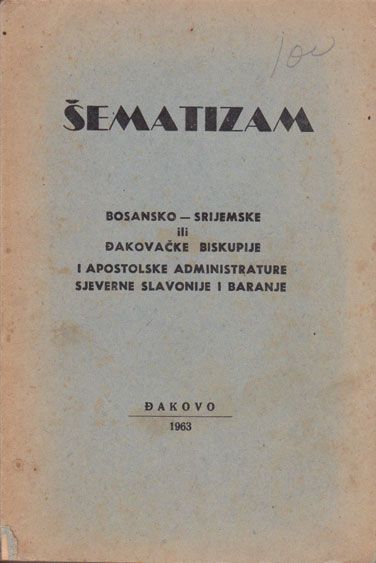 ŠEMATIZAM
BOSANSKO — SRIJEMSKE
ili
ĐAKOVAČKE BISKUPIJE
I APOSTOLSKE ADMINISTRATURE
SJEVERNE SLAVONIJE I BARANJE
ĐAKOVO
1963